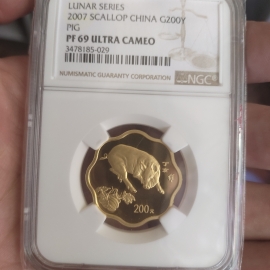 LUNAR SERIES
2007 SCALLOP CHINA G200Y
PIG
PF 69 ULTRA CAMEO
3478185-029
NUMISMATIC GUARANTY CORPORATION
NGC
200元